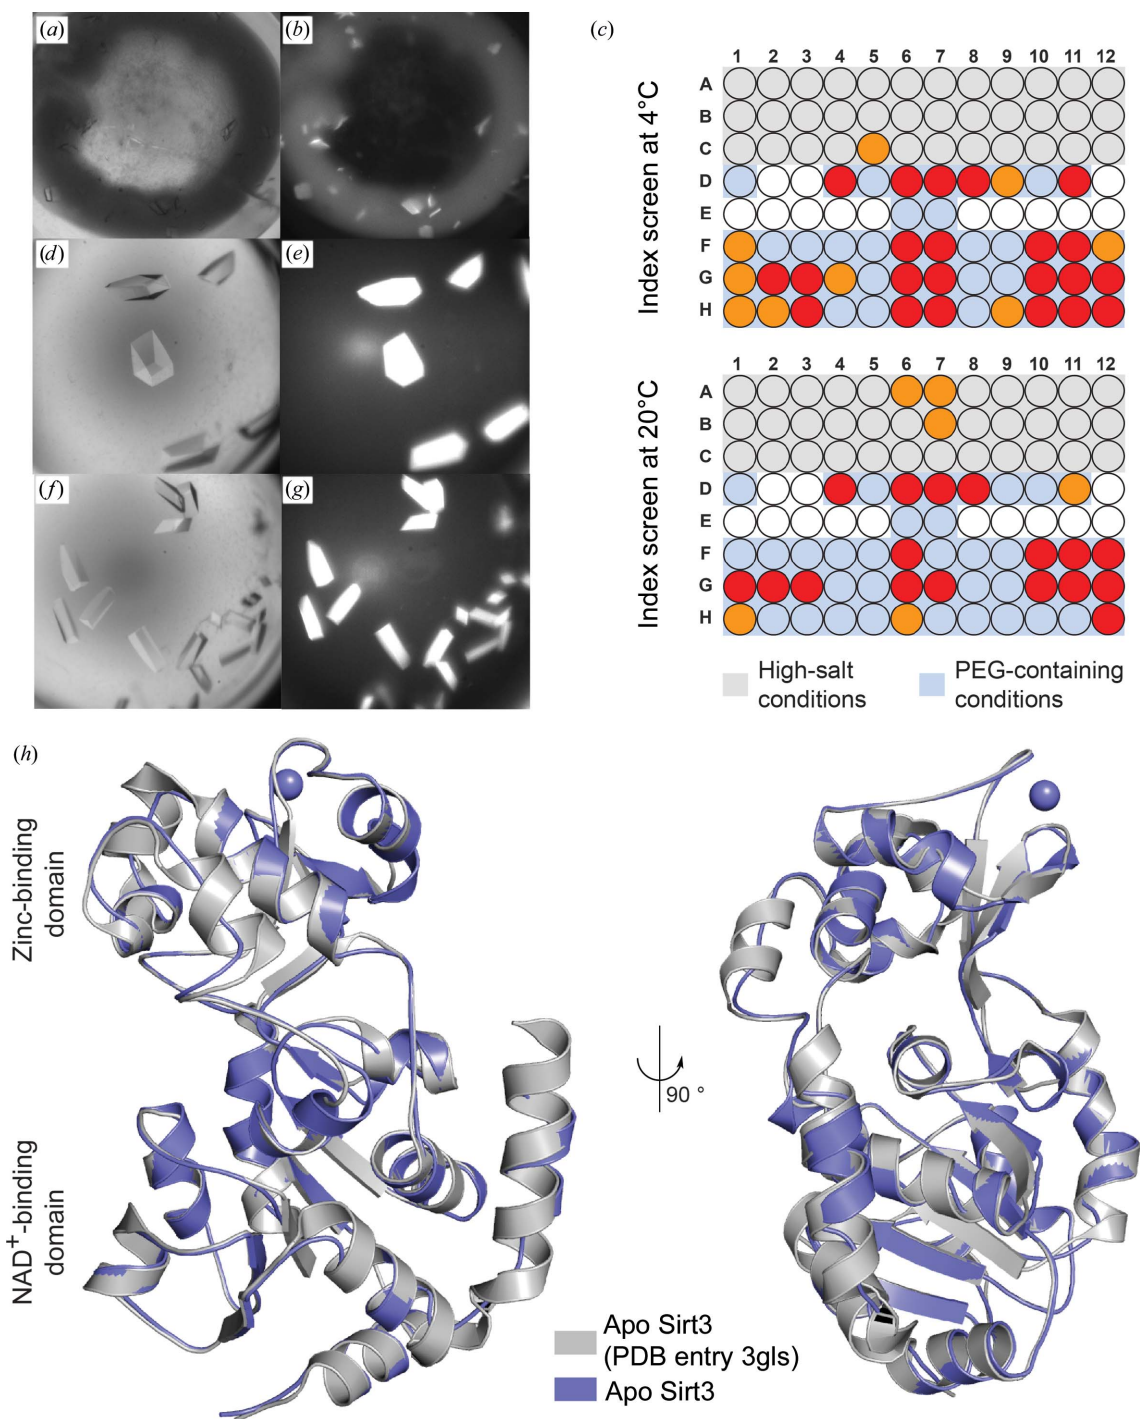 (a)
(b)
(c)
(d)
(e)
(f)
(g)
Index screen at 4°C
1 2 3 4 5 6 7 8 9 10 11 12
A
B
C
D
E
F
G
H
Index screen at 20°C
1 2 3 4 5 6 7 8 9 10 11 12
A
B
C
D
E
F
G
H
High-salt
conditions
PEG-containing
conditions
(h)
Zinc-binding
domain
NAD+-binding
domain
90 °
Apo Sirt3
(PDB entry 3gls)
Apo Sirt3